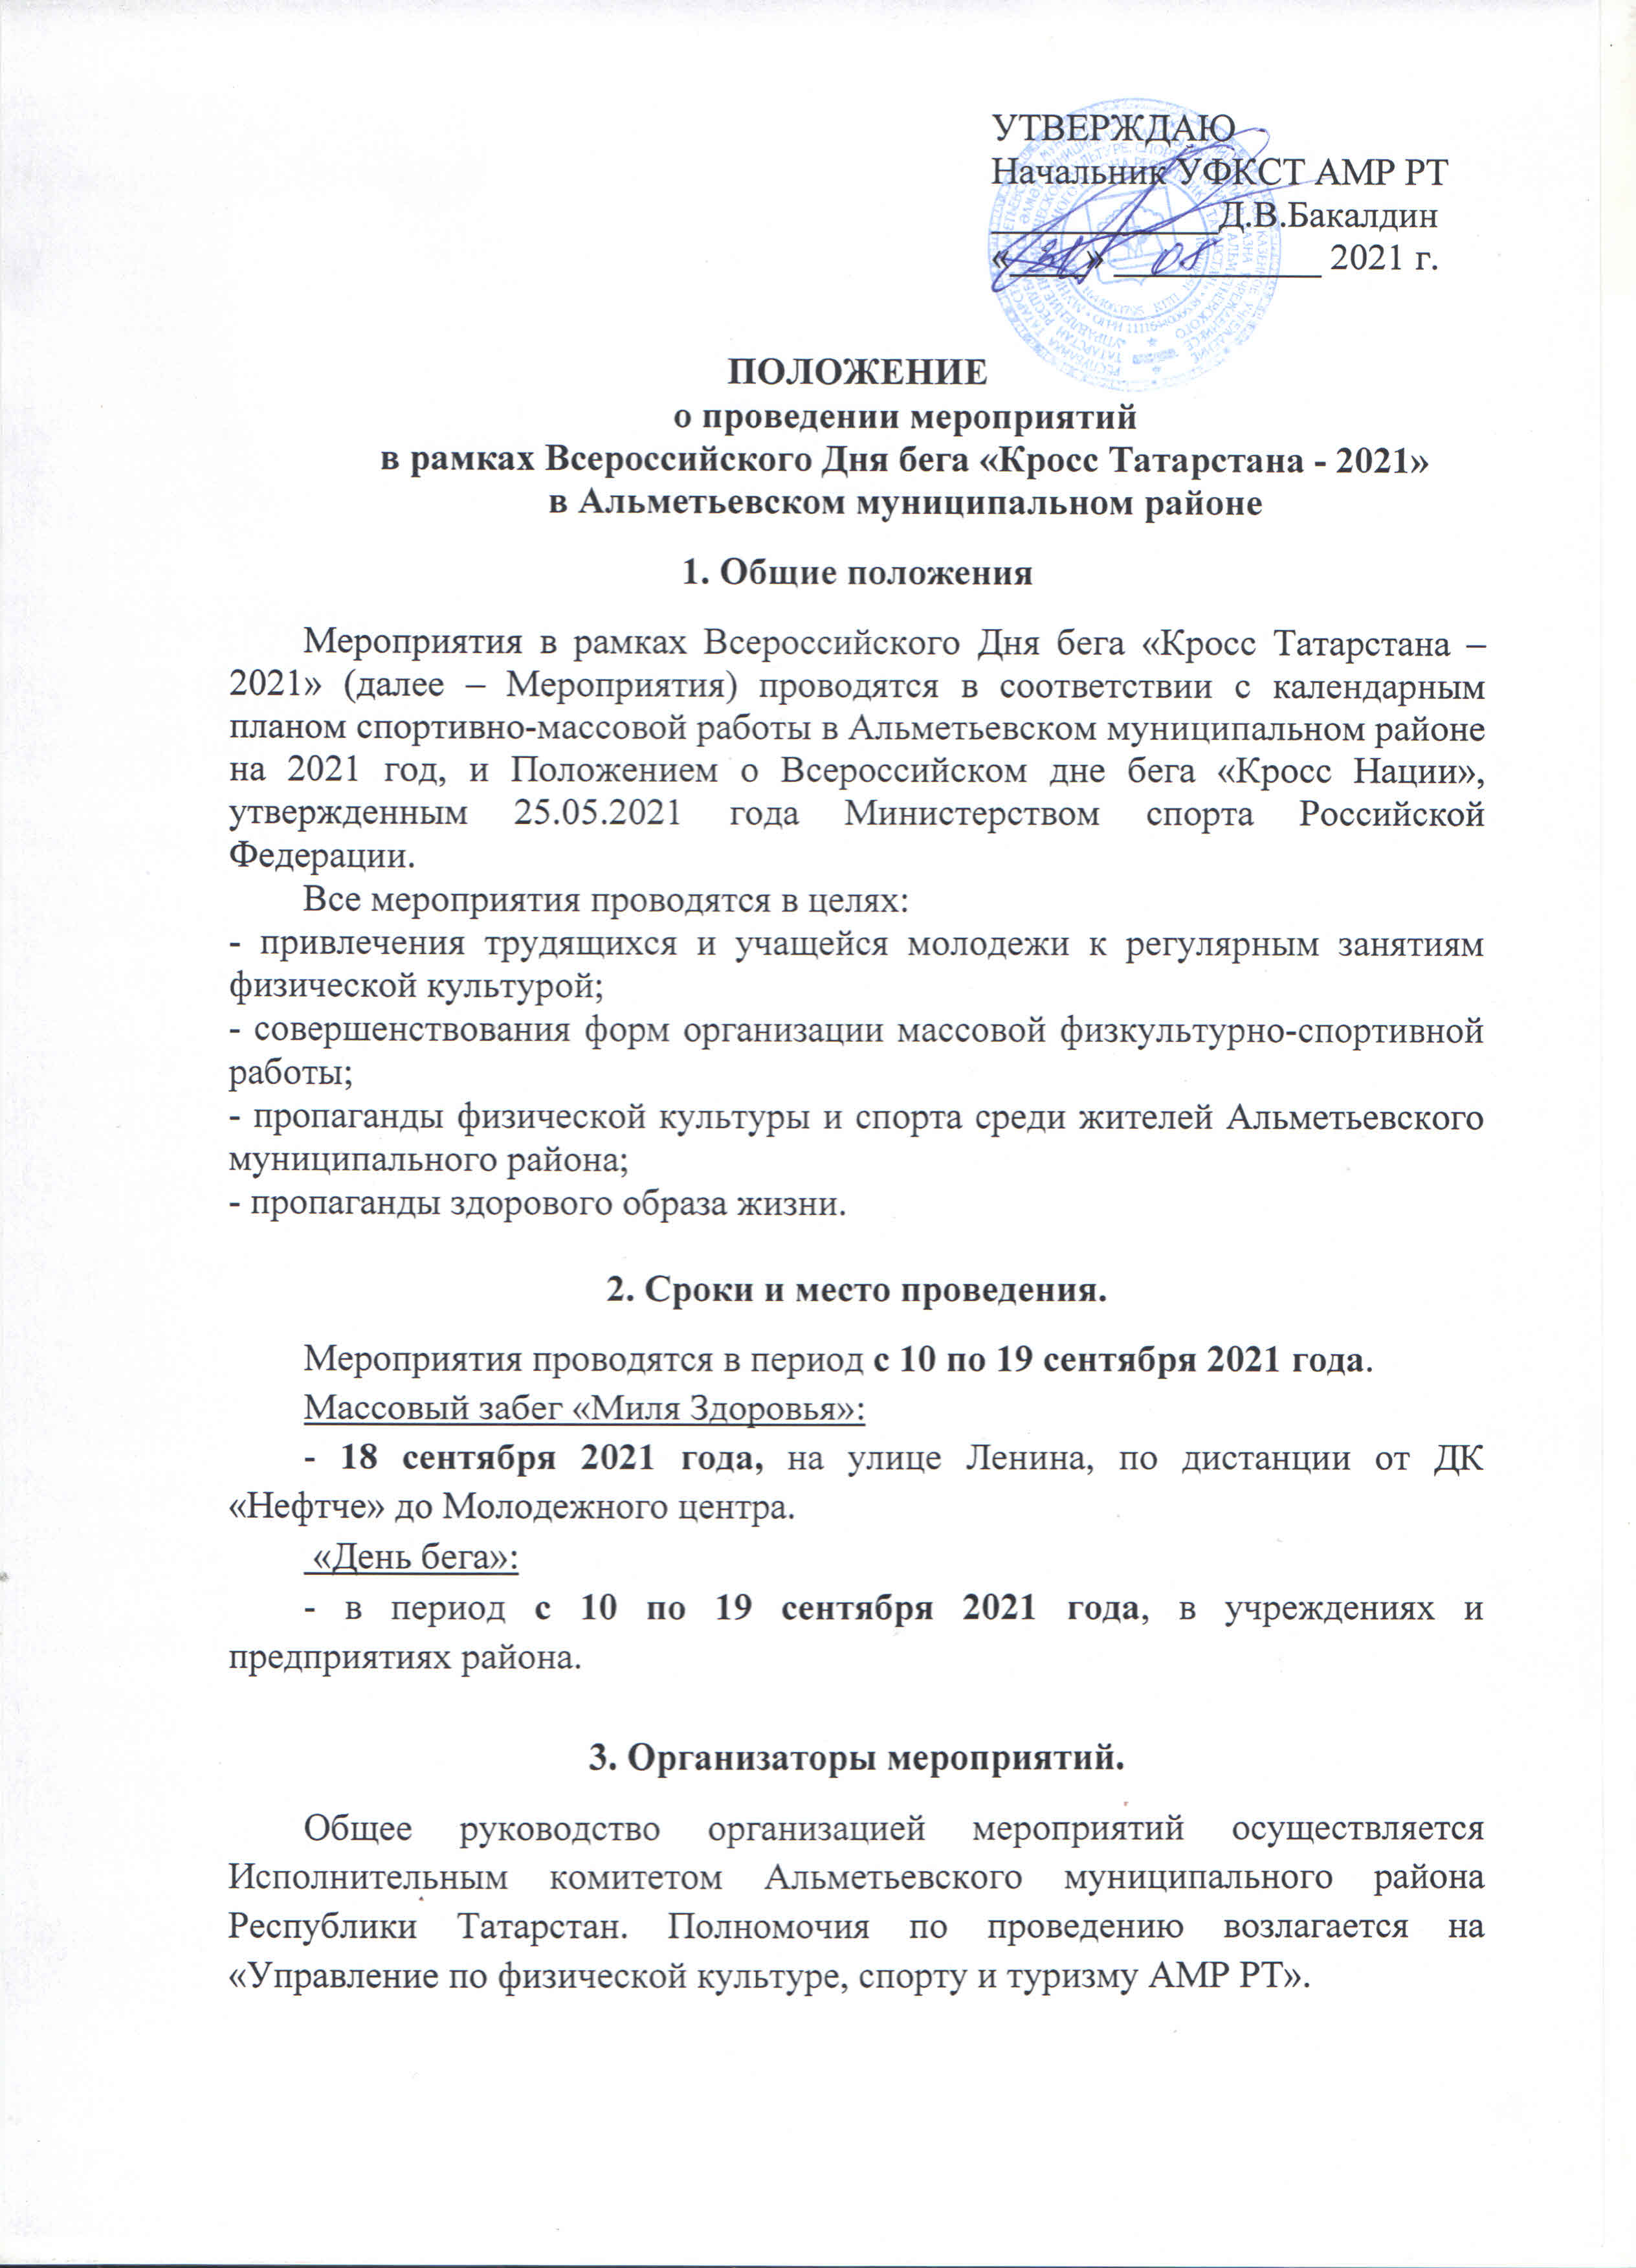 УТВЕРЖДАЮ
Начальник УФКСТ АМР РТ
______________Д.В.Бакалдин
«31» 08 2021 г.
ПОЛОЖЕНИЕ
о проведении мероприятий
в рамках Всероссийского Дня бега «Кросс Татарстана - 2021»
в Альметьевском муниципальном районе
1. Общие положения
Мероприятия в рамках Всероссийского Дня бега «Кросс Татарстана –
2021» (далее – Мероприятия) проводятся в соответствии с календарным
планом спортивно-массовой работы в Альметьевском муниципальном районе
на 2021 год, и Положением о Всероссийском дне бега «Кросс Нации»,
утвержденным 25.05.2021 года Министерством спорта Российской
Федерации.
Все мероприятия проводятся в целях:
- привлечения трудящихся и учащейся молодежи к регулярным занятиям
физической культурой;
- совершенствования форм организации массовой физкультурно-спортивной
работы;
- пропаганды физической культуры и спорта среди жителей Альметьевского
муниципального района;
- пропаганды здорового образа жизни.
2. Сроки и место проведения.
Мероприятия проводятся в период с 10 по 19 сентября 2021 года.
Массовый забег «Миля Здоровья»:
- 18 сентября 2021 года, на улице Ленина, по дистанции от ДК
«Нефтче» до Молодежного центра.
«День бега»:
- в период с 10 по 19 сентября 2021 года, в учреждениях и
предприятиях района.
3. Организаторы мероприятий.
Общее руководство организацией мероприятий осуществляется
Исполнительным комитетом Альметьевского муниципального района
Республики Татарстан. Полномочия по проведению возлагается на
«Управление по физической культуре, спорту и туризму АМР РТ».